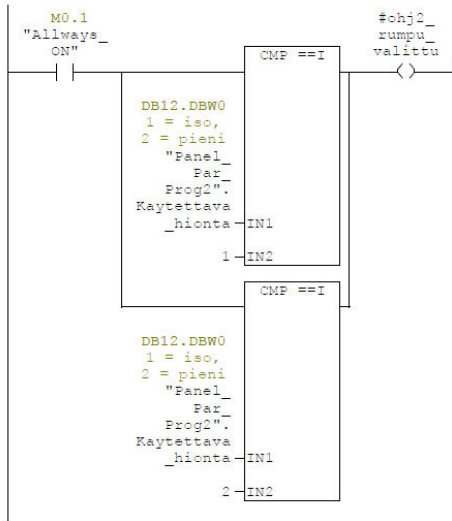 M0.1
"Allways_
ON"
#ohj2_
rumpu_
valittu
CMP ==I
DB12.DBW0
1 = iso,
2 = pieni
"Panel_
Par_
Prog2".
Kaytettava
_hionta
IN1
1
IN2
CMP ==I
DB12.DBW0
1 = iso,
2 = pieni
"Panel_
Par_
Prog2".
Kaytettava
_hionta
IN1
2
IN2